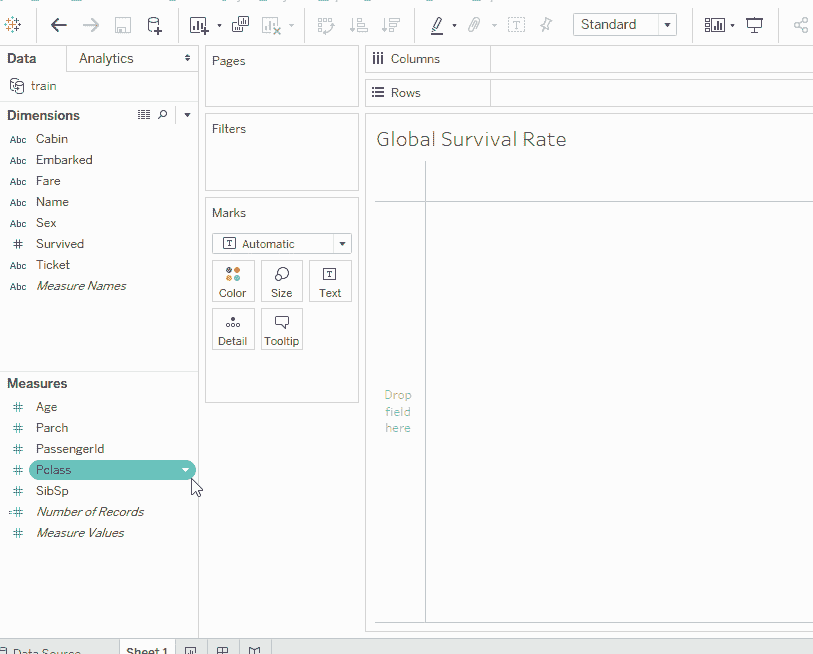 Standard
Data
Analytics
train
Dimensions
Abc Cabin
Abc Embarked
Abc Fare
Abc Name
Abc Sex
# Survived
Abc Ticket
Abc Measure Names
Measures
# Age
# Parch
# PassengerId
# Pclass
# SibSp
=# Number of Records
# Measure Values
Pages
Filters
Marks
T Automatic
Color
Size
Text
Detail
Tooltip
Columns
Rows
Global Survival Rate
Drop
field
here
Data Source
Sheet 1